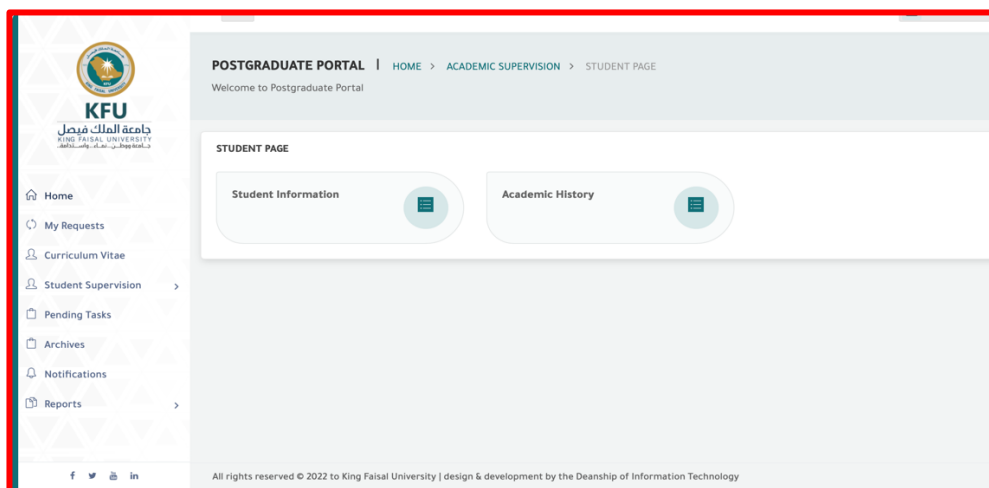 KFU
جامعة الملك فيصل
KING FAISAL UNIVERSITY
Home
My Requests
Curriculum Vitae
Student Supervision
Pending Tasks
Archives
Notifications
Reports
POSTGRADUATE PORTAL | HOME > ACADEMIC SUPERVISION > STUDENT PAGE
Welcome to Postgraduate Portal
STUDENT PAGE
Student Information
Academic History
All rights reserved © 2022 to King Faisal University | design & development by the Deanship of Information Technology